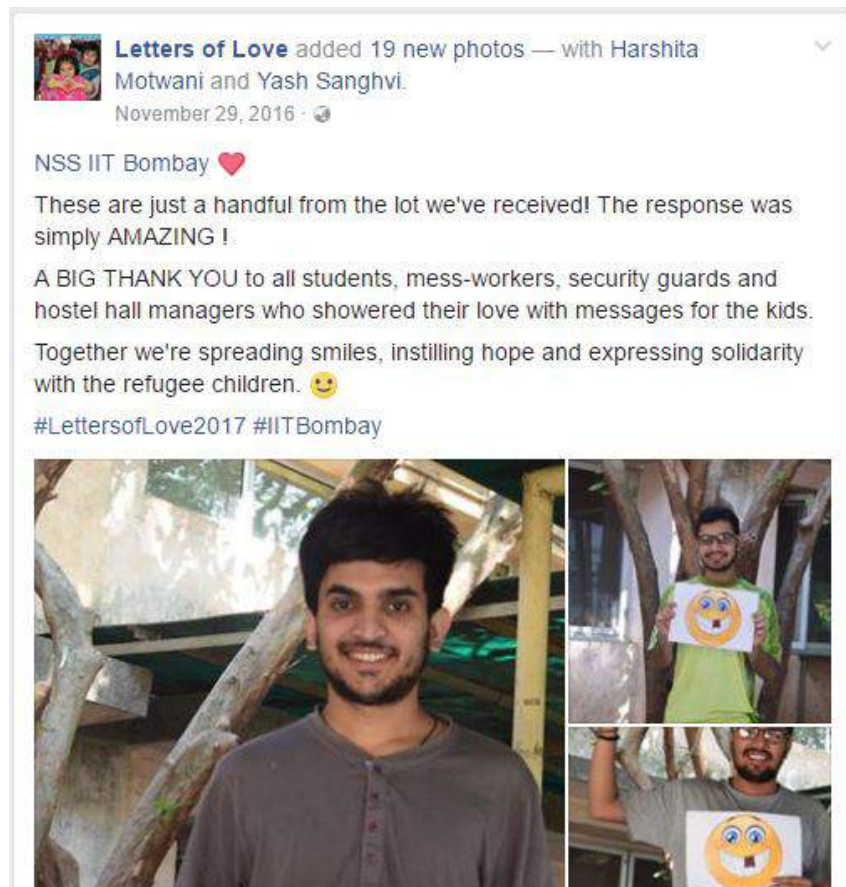 Letters of Love added 19 new photos — with Harshita
Motwani and Yash Sanghvi.
November 29, 2016 ·
NSS IIT Bombay
These are just a handful from the lot we've received! The response was
simply AMAZING !
A BIG THANK YOU to all students, mess-workers, security guards and
hostel hall managers who showered their love with messages for the kids.
Together we're spreading smiles, instilling hope and expressing solidarity
with the refugee children.
#LettersofLove2017 #IITBombay